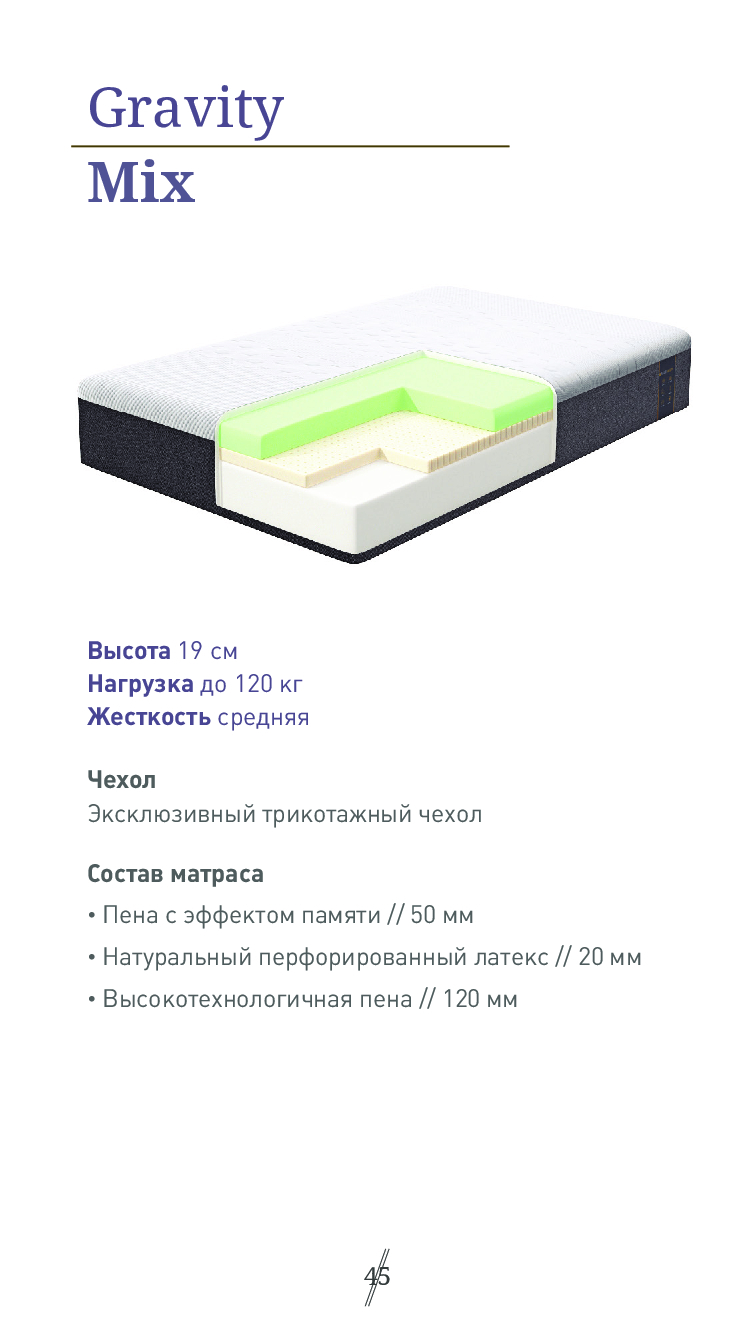 Gravity
Mix
Высота 19 см
Нагрузка до 120 кг
Жесткость средняя
Чехол
Эксклюзивный трикотажный чехол
Состав матраса
• Пена с эффектом памяти // 50 мм
• Натуральный перфорированный латекс // 20 мм
• Высокотехнологичная пена // 120 мм
45